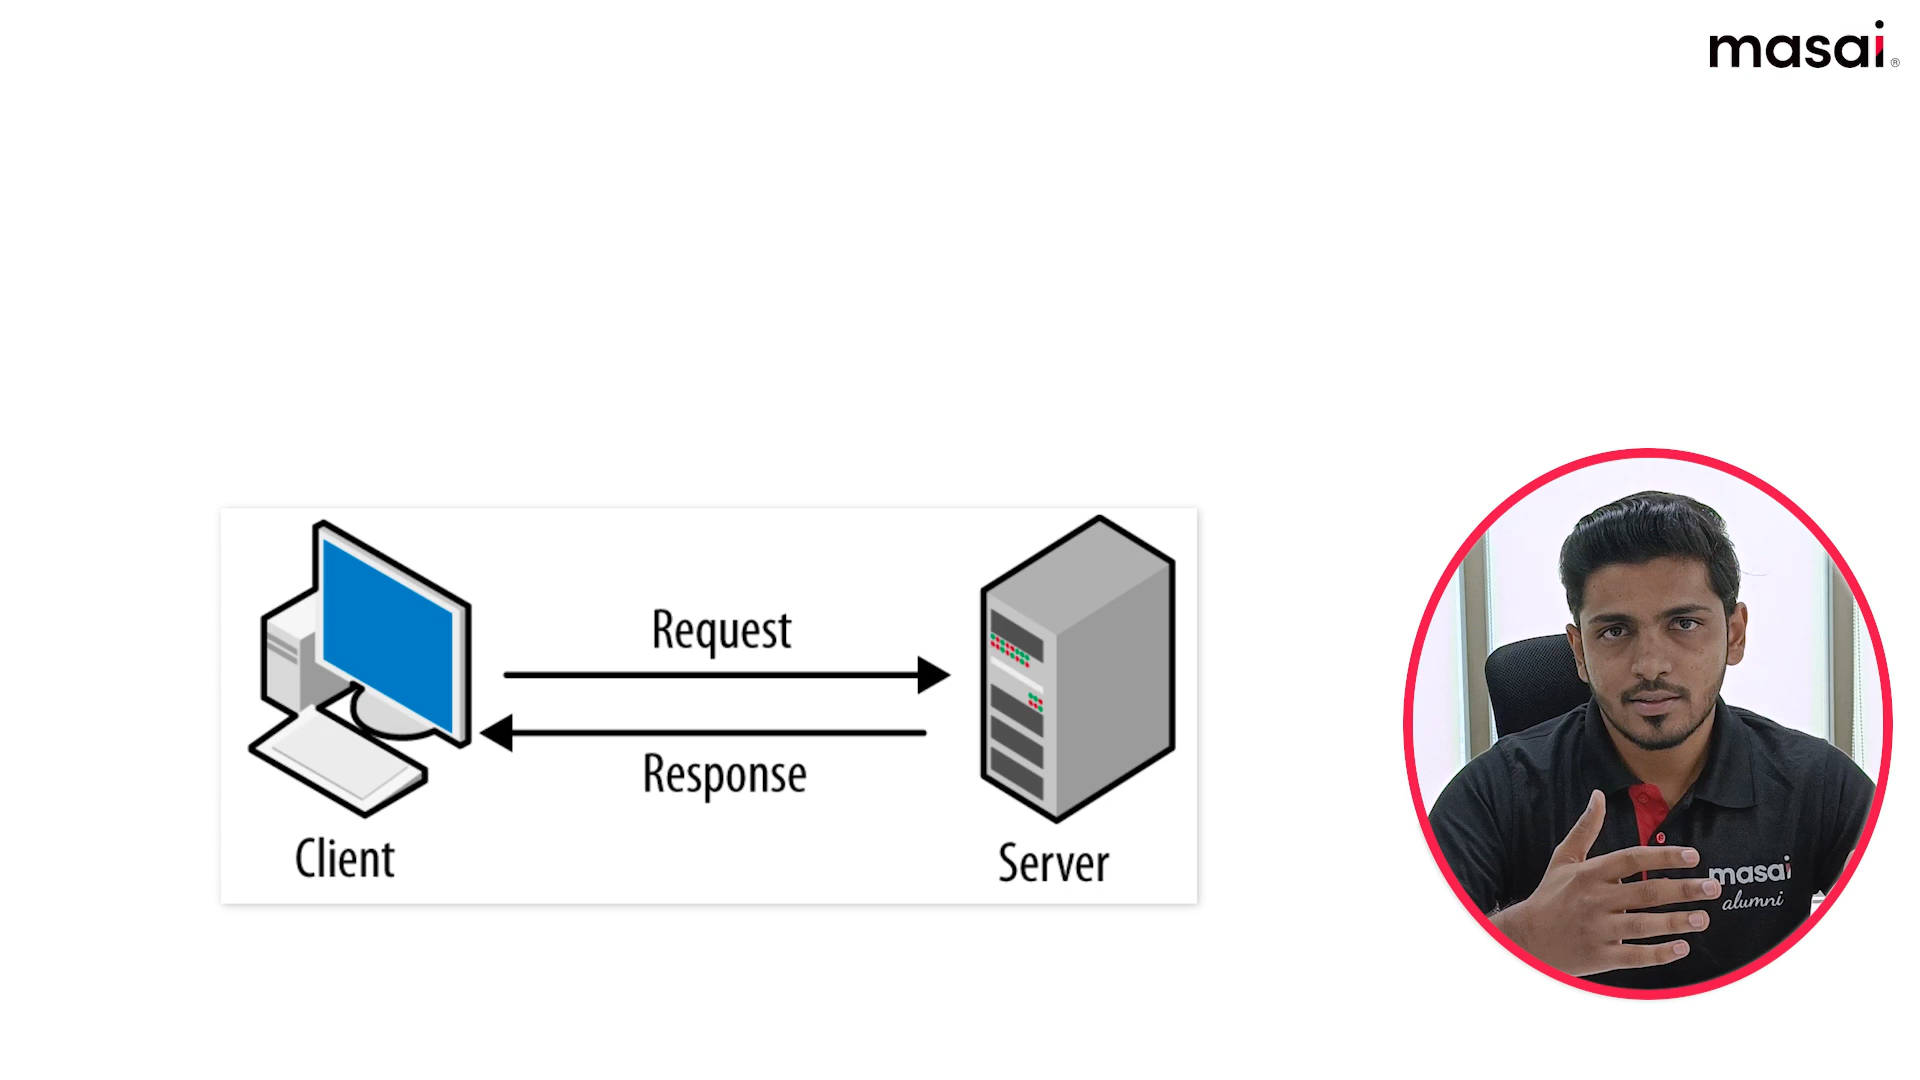 masai®
Request
Response
Client
Server
masai
alumni